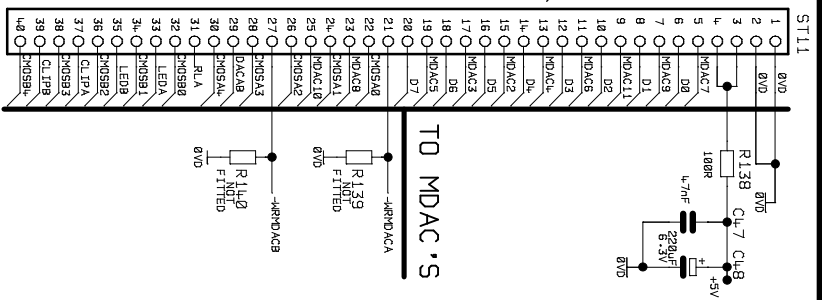 ST11
1 0VD
2 0VD
3
4
5 MDAC7
6 D0
7 MDAC9
8 D1
9 MDAC11
10 D2
11 MDAC6
12 D3
13 MDAC4
14 D4
15 MDAC2
16 D5
17 MDAC3
18 D6
19 MDAC5
20 D7
21
22 CMOSA0
23 MDAC8
24 CMOSA1
25 MDAC10
26 CMOSA2
27
28 CMOSA3
29 DACAB
30 CMOSA4
31 RLA
32 CMOSB0
33 LEDA
34 CMOSB1
35 LEDB
36 CMOSB2
37 CLIPA
38 CMOSB3
39 CLIPB
40 CMOSB4
0VD
R138
100R
C47
47nF
C48
220uF
6.3V
+
+5V
0VD
TO MDAC'S
-WRMDACA
R139
NOT
FITTED
0VD
-WRMDACB
R140
NOT
FITTED
0VD